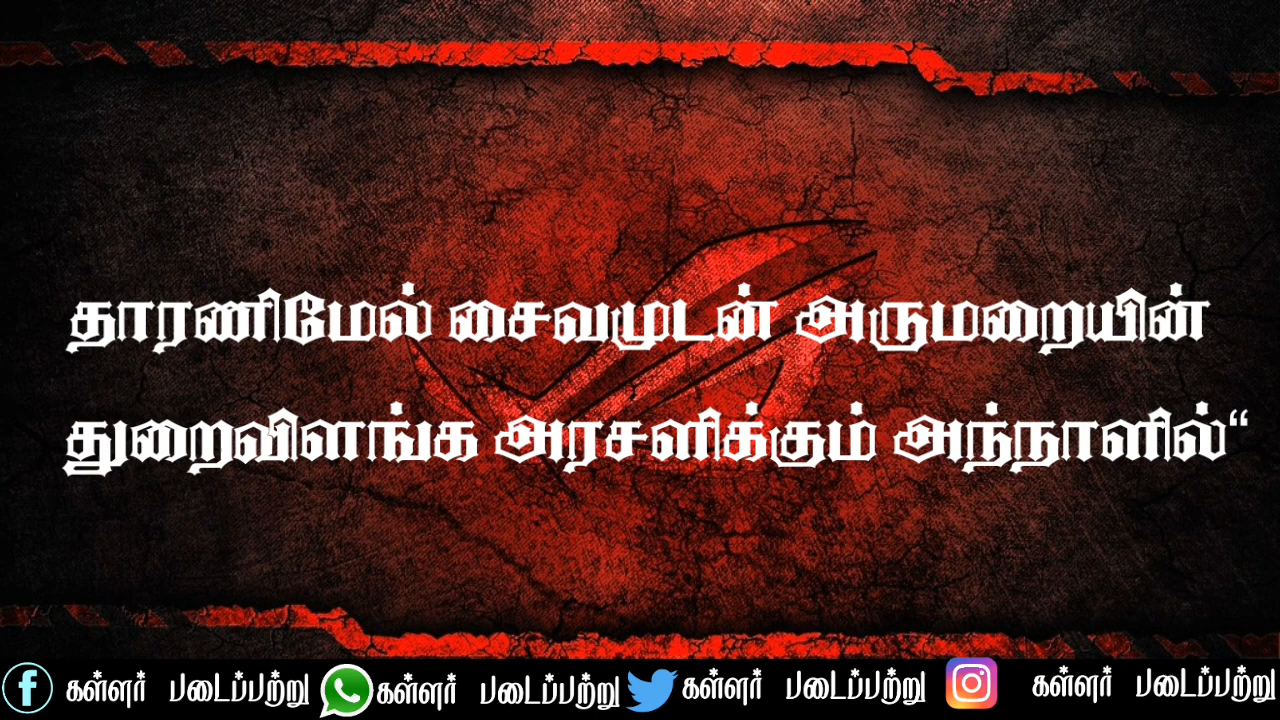 தாரணிமேல் சைவமுடன் அருமறையின்
துறைவிளங்க அரசளிக்கும் அந்நாளில்“
கள்ளர் படைப்பற்று கள்ளர் படைப்பற்று கள்ளர் படைப்பற்று கள்ளர் படைப்பற்று